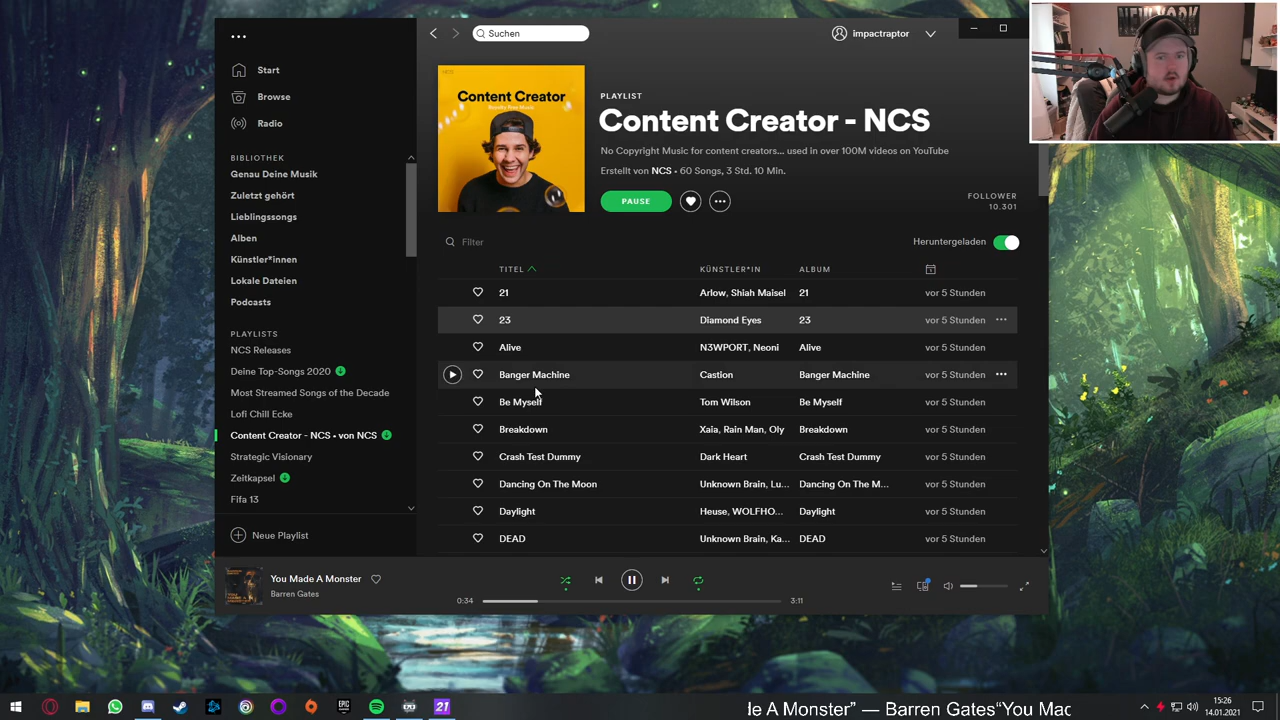 Suchen
impactraptor
NEW YORK
Start
Browse
Radio
BIBLIOTHEK
Genau Deine Musik
Zuletzt gehört
Lieblingssongs
Alben
Künstler*innen
Lokale Dateien
Podcasts
PLAYLISTS
NCS Releases
Deine Top-Songs 2020
Most Streamed Songs of the Decade
Lofi Chill Ecke
Content Creator - NCS • von NCS
Strategic Visionary
Zeitkapsel
Fifa 13
Neue Playlist
Content Creator
Royalty Free Music
PLAYLIST
Content Creator - NCS
No Copyright Music for content creators... used in over 100M videos on YouTube
Erstellt von NCS • 60 Songs, 3 Std. 10 Min.
PAUSE
FOLLOWER
10.301
Filter
Heruntergeladen
TITEL KÜNSTLER*IN ALBUM
21 Arlow, Shiah Maisel 21 vor 5 Stunden
23 Diamond Eyes 23 vor 5 Stunden
Alive N3WPORT, Neoni Alive vor 5 Stunden
Banger Machine Castion Banger Machine vor 5 Stunden
Be Myself Tom Wilson Be Myself vor 5 Stunden
Breakdown Xaia, Rain Man, Oly Breakdown vor 5 Stunden
Crash Test Dummy Dark Heart Crash Test Dummy vor 5 Stunden
Dancing On The Moon Unknown Brain, Lu... Dancing On The M... vor 5 Stunden
Daylight Heuse, WOLFHO... Daylight vor 5 Stunden
DEAD Unknown Brain, Ka... DEAD vor 5 Stunden
You Made A Monster
Barren Gates
0:34 3:11
EPIC
21
le A Monster” — Barren Gates“You Mac
15:26
14.01.2021